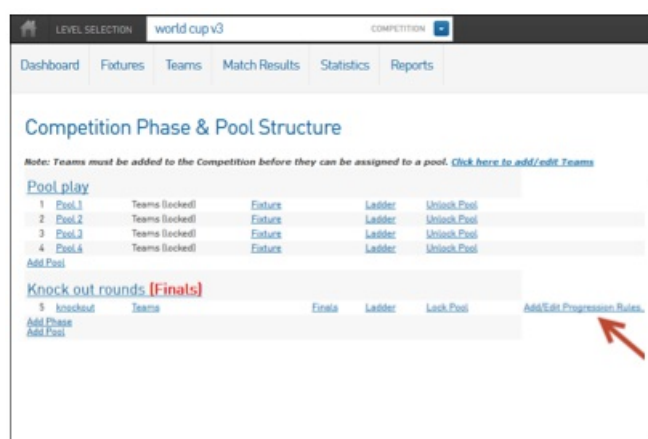 LEVEL SELECTION world cup v3 COMPETITION
Dashboard Fixtures Teams Match Results Statistics Reports
Competition Phase & Pool Structure
Note: Teams must be added to the Competition before they can be assigned to a pool. Click here to add/edit Teams
Pool play
1 Pool 1 Teams (locked) Fixture Ladder Unlock Pool
2 Pool 2 Teams (locked) Fixture Ladder Unlock Pool
3 Pool 3 Teams (locked) Fixture Ladder Unlock Pool
4 Pool 4 Teams (locked) Fixture Ladder Unlock Pool
Add Pool
Knock out rounds (Finals)
5 knockout Teams Finals Ladder Lock Pool Add/Edit Progression Rules.
Add Phase
Add Pool